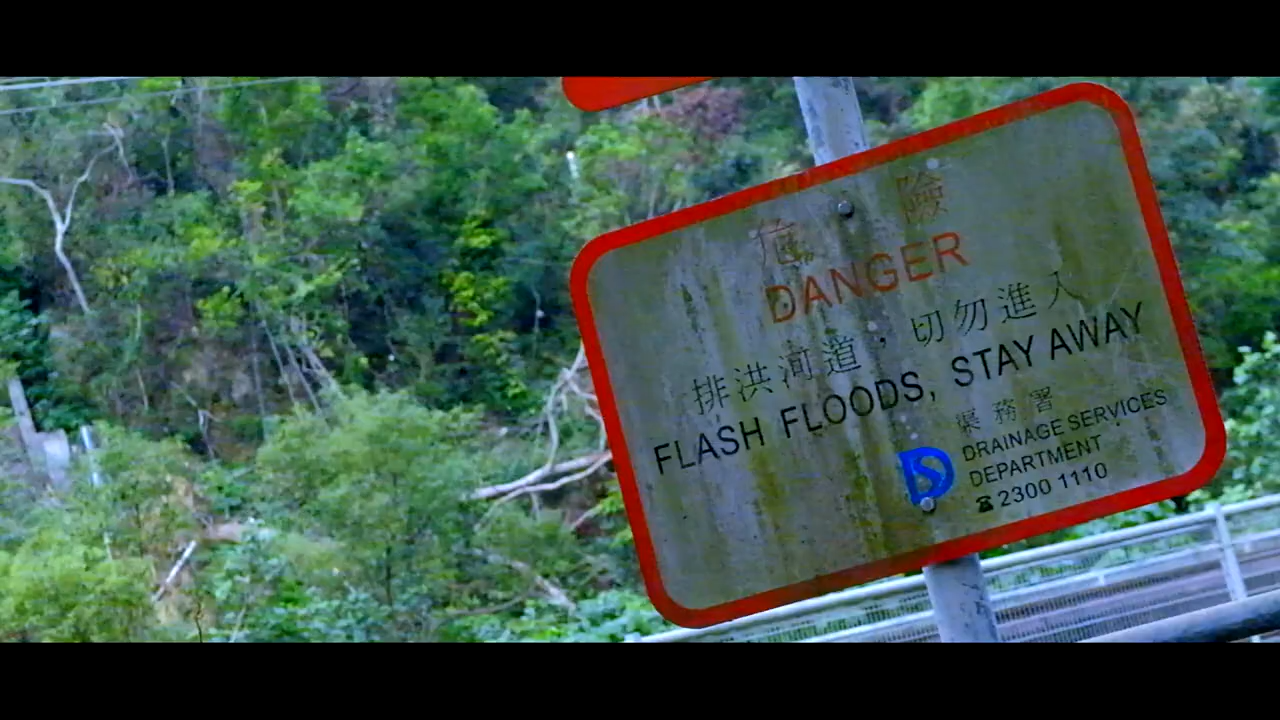 危險
DANGER
排洪河道，切勿進入
FLASH FLOODS, STAY AWAY
渠務署
DRAINAGE SERVICES
DEPARTMENT
☎2300 1110